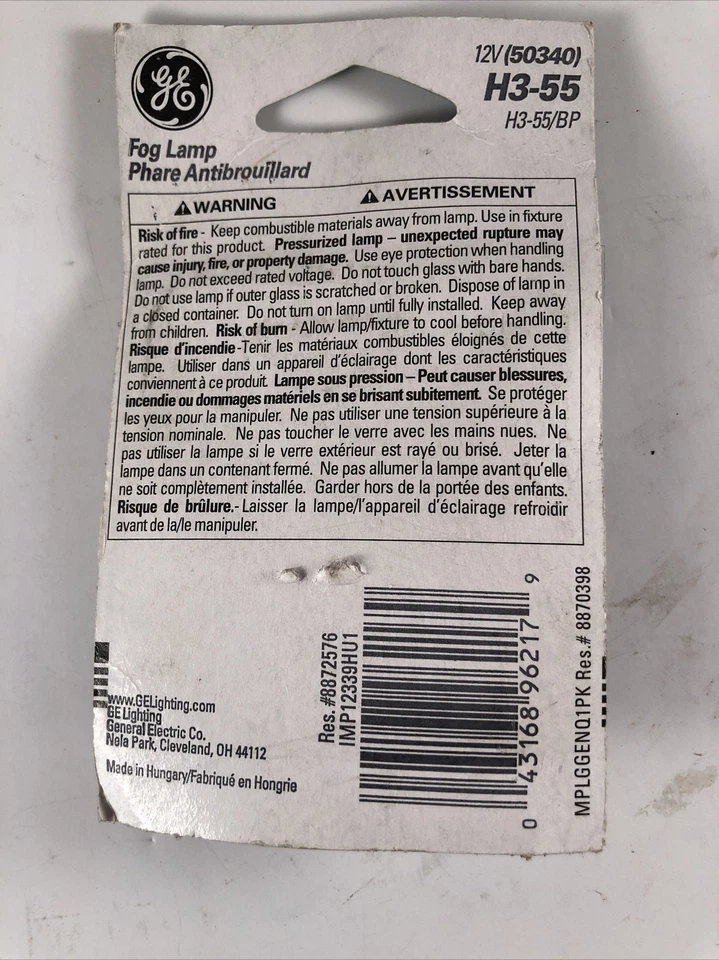 GE
12V (50340)
H3-55
H3-55/BP
Fog Lamp
Phare Antibrouillard
⚠ WARNING ⚠ AVERTISSEMENT
Risk of fire - Keep combustible materials away from lamp. Use in fixture
rated for this product. Pressurized lamp – unexpected rupture may
cause injury, fire, or property damage. Use eye protection when handling
lamp. Do not exceed rated voltage. Do not touch glass with bare hands.
Do not use lamp if outer glass is scratched or broken. Dispose of lamp in
a closed container. Do not turn on lamp until fully installed. Keep away
from children. Risk of burn - Allow lamp/fixture to cool before handling.
Risque d'incendie - Tenir les matériaux combustibles éloignés de cette
lampe. Utiliser dans un appareil d'éclairage dont les caractéristiques
conviennent à ce produit. Lampe sous pression – Peut causer blessures,
incendie ou dommages matériels en se brisant subitement. Se protéger
les yeux pour la manipuler. Ne pas utiliser une tension supérieure à la
tension nominale. Ne pas toucher le verre avec les mains nues. Ne
pas utiliser la lampe si le verre extérieur est rayé ou brisé. Jeter la
lampe dans un contenant fermé. Ne pas allumer la lampe avant qu'elle
ne soit complètement installée. Garder hors de la portée des enfants.
Risque de brûlure.- Laisser la lampe/l'appareil d'éclairage refroidir
avant de la/le manipuler.
www.GELighting.com
GE Lighting
General Electric Co.
Nela Park, Cleveland, OH 44112
Made in Hungary/Fabriqué en Hongrie
Res.#8872576
IMP12339HU1
0 43168 96217 9
MPLGGENQ1PK Res.# 8870398